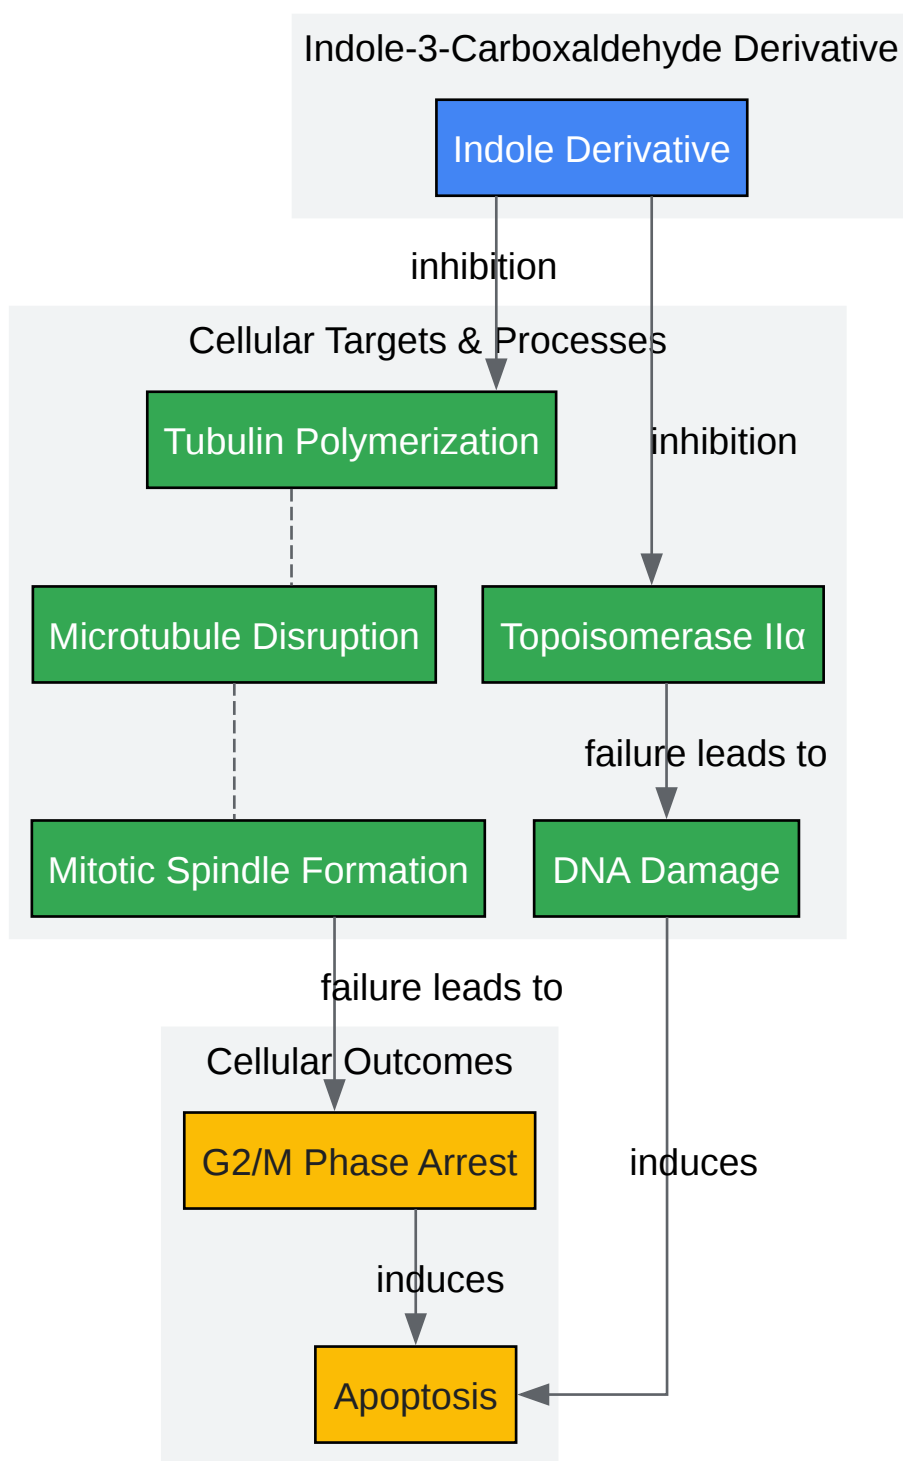 Indole-3-Carboxaldehyde Derivative
Indole Derivative
inhibition
Cellular Targets & Processes
Tubulin Polymerization
inhibition
Microtubule Disruption
Topoisomerase IIα
failure leads to
Mitotic Spindle Formation
DNA Damage
failure leads to
Cellular Outcomes
G2/M Phase Arrest
induces
induces
Apoptosis